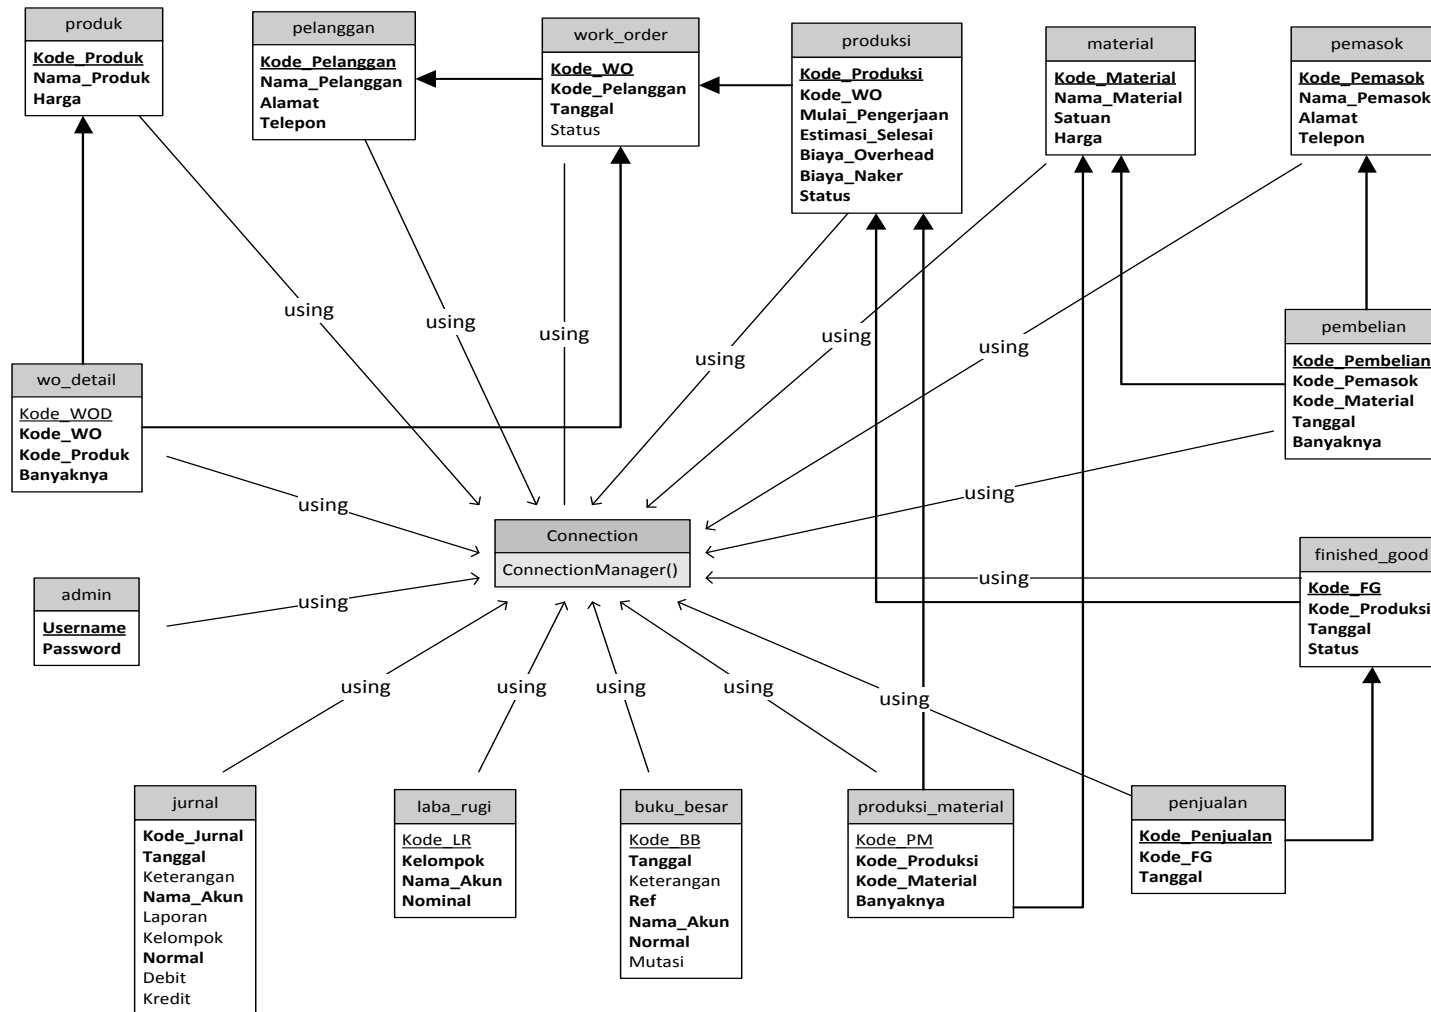 produk
Kode_Produk
Nama_Produk
Harga
pelanggan
Kode_Pelanggan
Nama_Pelanggan
Alamat
Telepon
work_order
Kode_WO
Kode_Pelanggan
Tanggal
Status
produksi
Kode_Produksi
Kode_WO
Mulai_Pengerjaan
Estimasi_Selesai
Biaya_Overhead
Biaya_Naker
Status
material
Kode_Material
Nama_Material
Satuan
Harga
pemasok
Kode_Pemasok
Nama_Pemasok
Alamat
Telepon
using
using
using
using
using
using
pembelian
Kode_Pembelian
Kode_Pemasok
Kode_Material
Tanggal
Banyaknya
wo_detail
Kode_WOD
Kode_WO
Kode_Produk
Banyaknya
using
using
Connection
ConnectionManager()
using
finished_good
Kode_FG
Kode_Produksi
Tanggal
Status
admin
Username
Password
using
using
using
using
using
using
jurnal
Kode_Jurnal
Tanggal
Keterangan
Nama_Akun
Laporan
Kelompok
Normal
Debit
Kredit
laba_rugi
Kode_LR
Kelompok
Nama_Akun
Nominal
buku_besar
Kode_BB
Tanggal
Keterangan
Ref
Nama_Akun
Normal
Mutasi
produksi_material
Kode_PM
Kode_Produksi
Kode_Material
Banyaknya
penjualan
Kode_Penjualan
Kode_FG
Tanggal